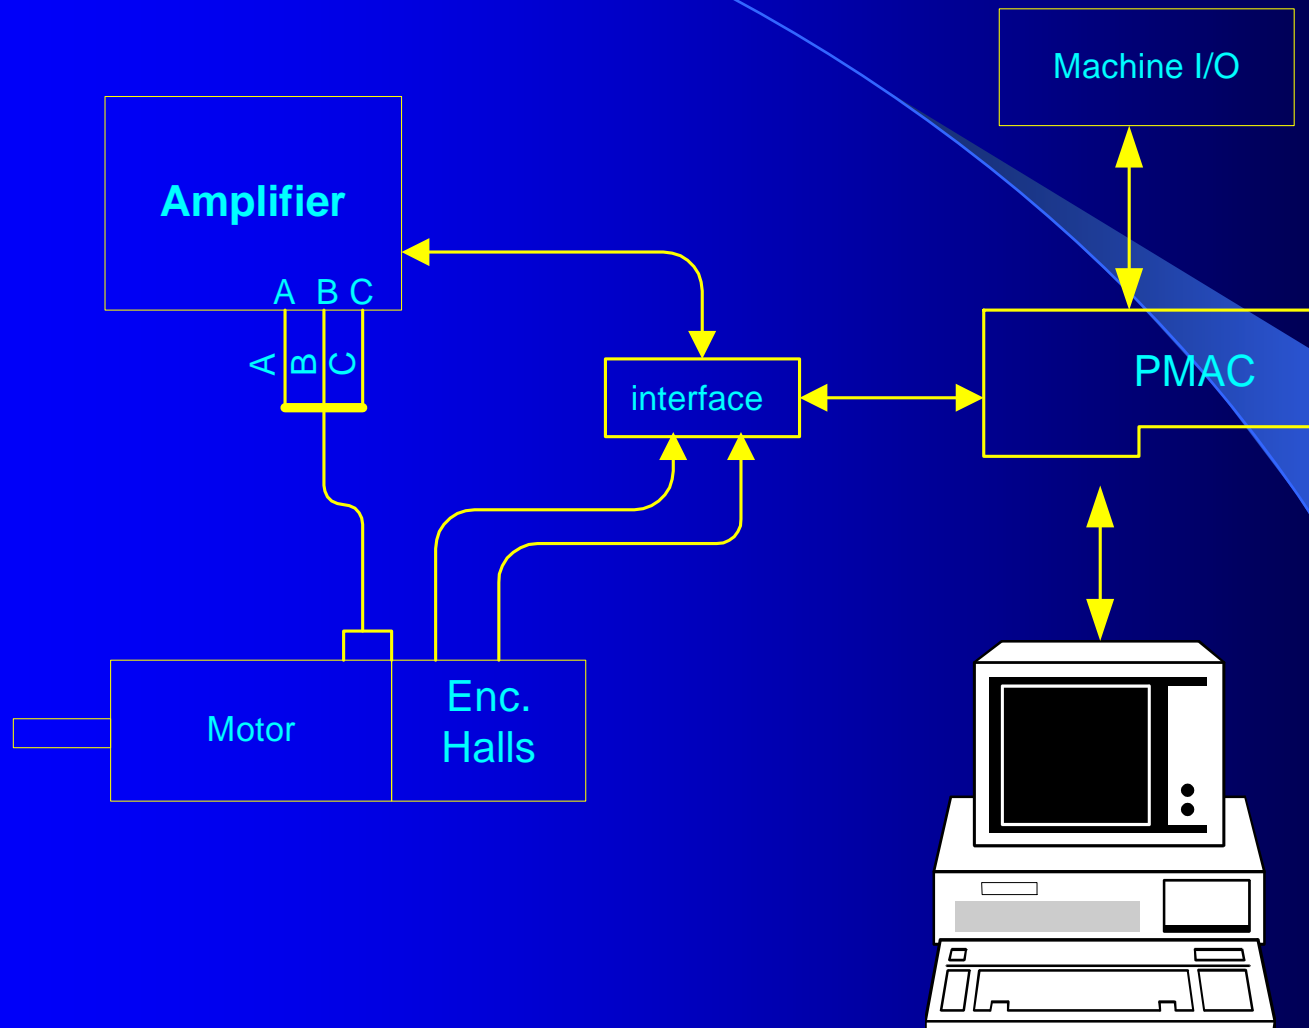 Machine I/O
Amplifier
A B C
A B C
interface
PMAC
Motor
Enc.
Halls